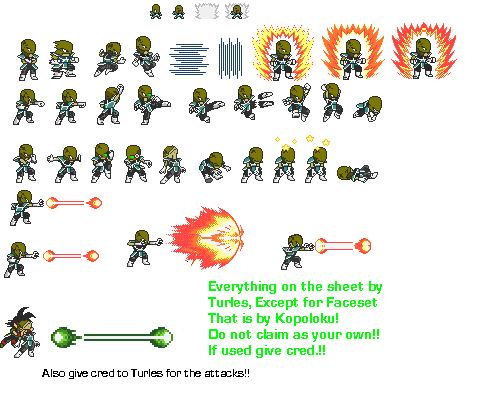 Everything on the sheet by
Turles, Except for Faceset
That is by Kopoloku!
Do not claim as your own!!
If used give cred.!!
Also give cred to Turles for the attacks!!